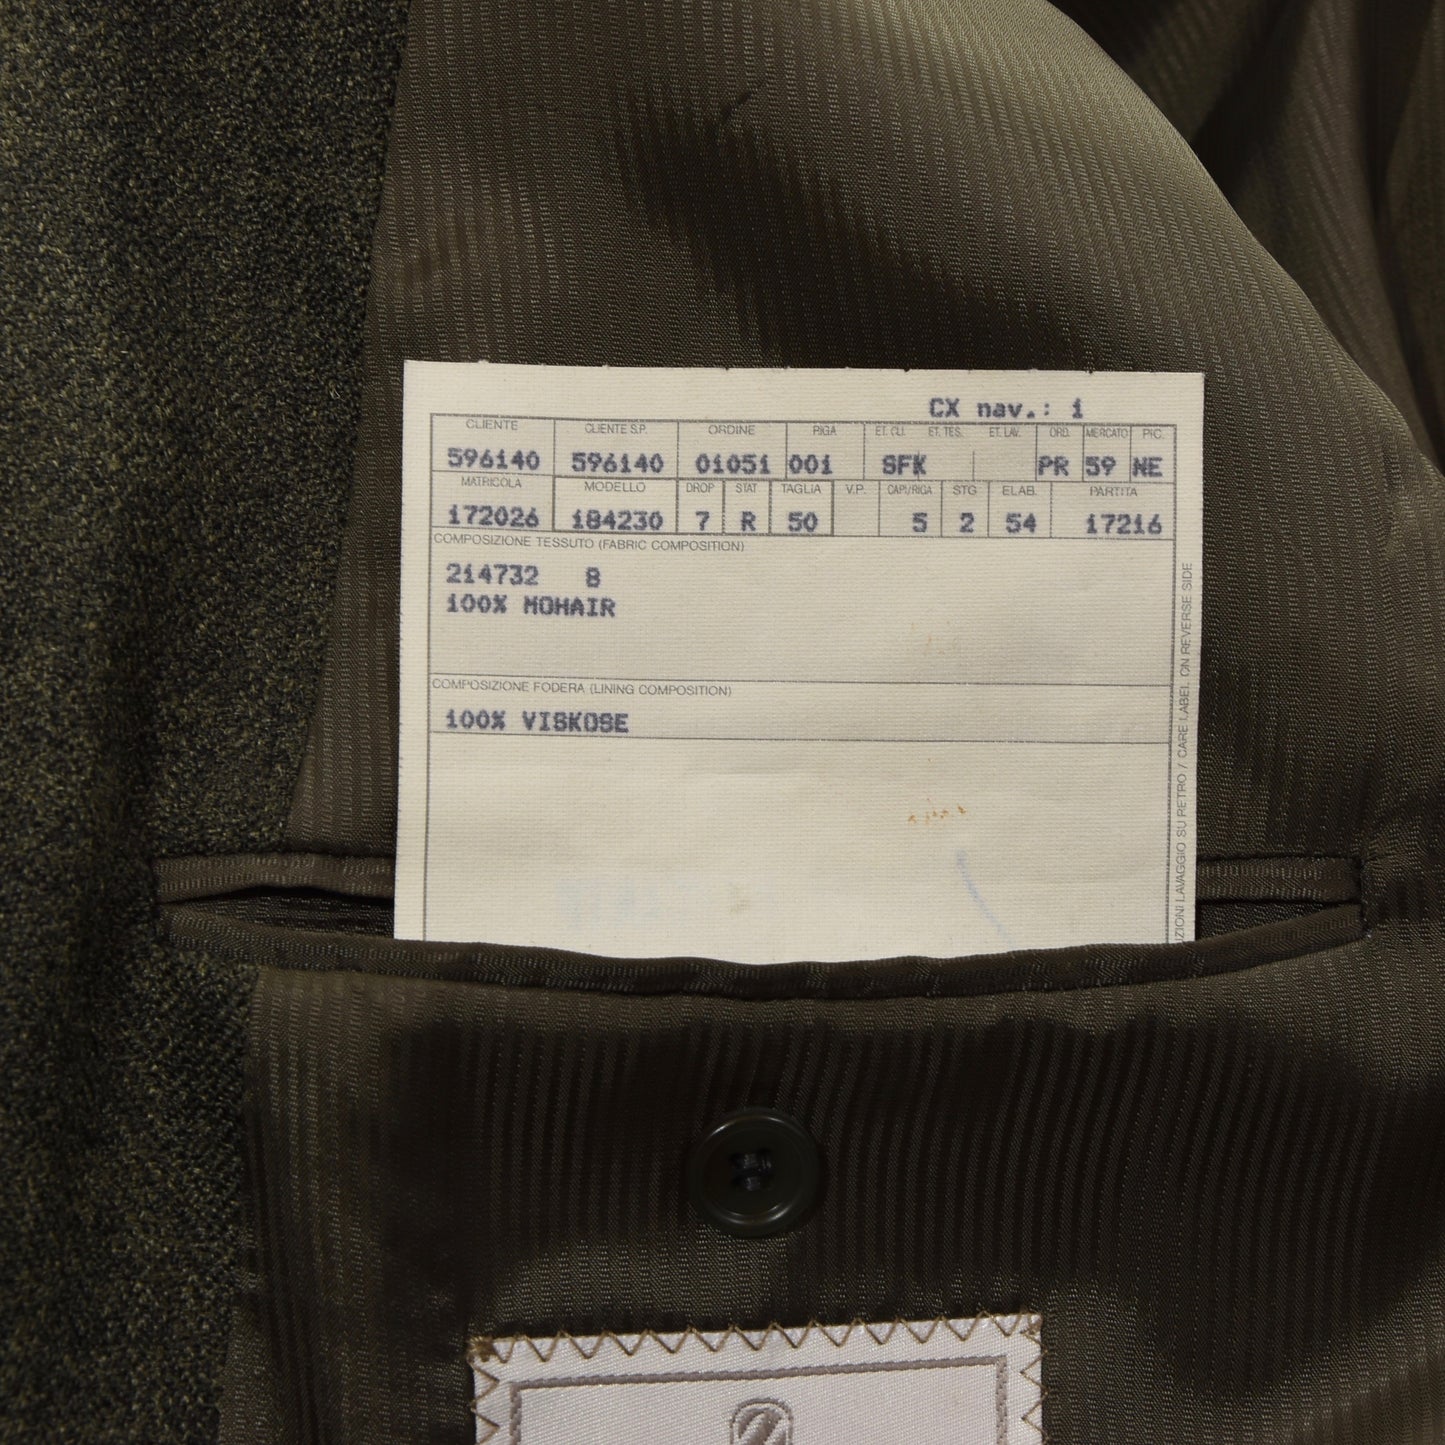 CX nav.: 1
CLIENTE CLIENTE S.P. ORDINE RIGA ET. CLI. ET. TES. ET. LAV. ORD. MERCATO PIC.
596140 596140 01051 001 SFK PR 59 NE
MATRICOLA MODELLO DROP STAT TAGLIA V.P. CAPI/RIGA STG ELAB. PARTITA
172026 184230 7 R 50 5 2 54 17216
COMPOSIZIONE TESSUTO (FABRIC COMPOSITION)
214732 8
100% MOHAIR
COMPOSIZIONE FODERA (LINING COMPOSITION)
100% VISKOSE
LAVAGGIO SU RETRO / CARE LABEL ON REVERSE SIDE